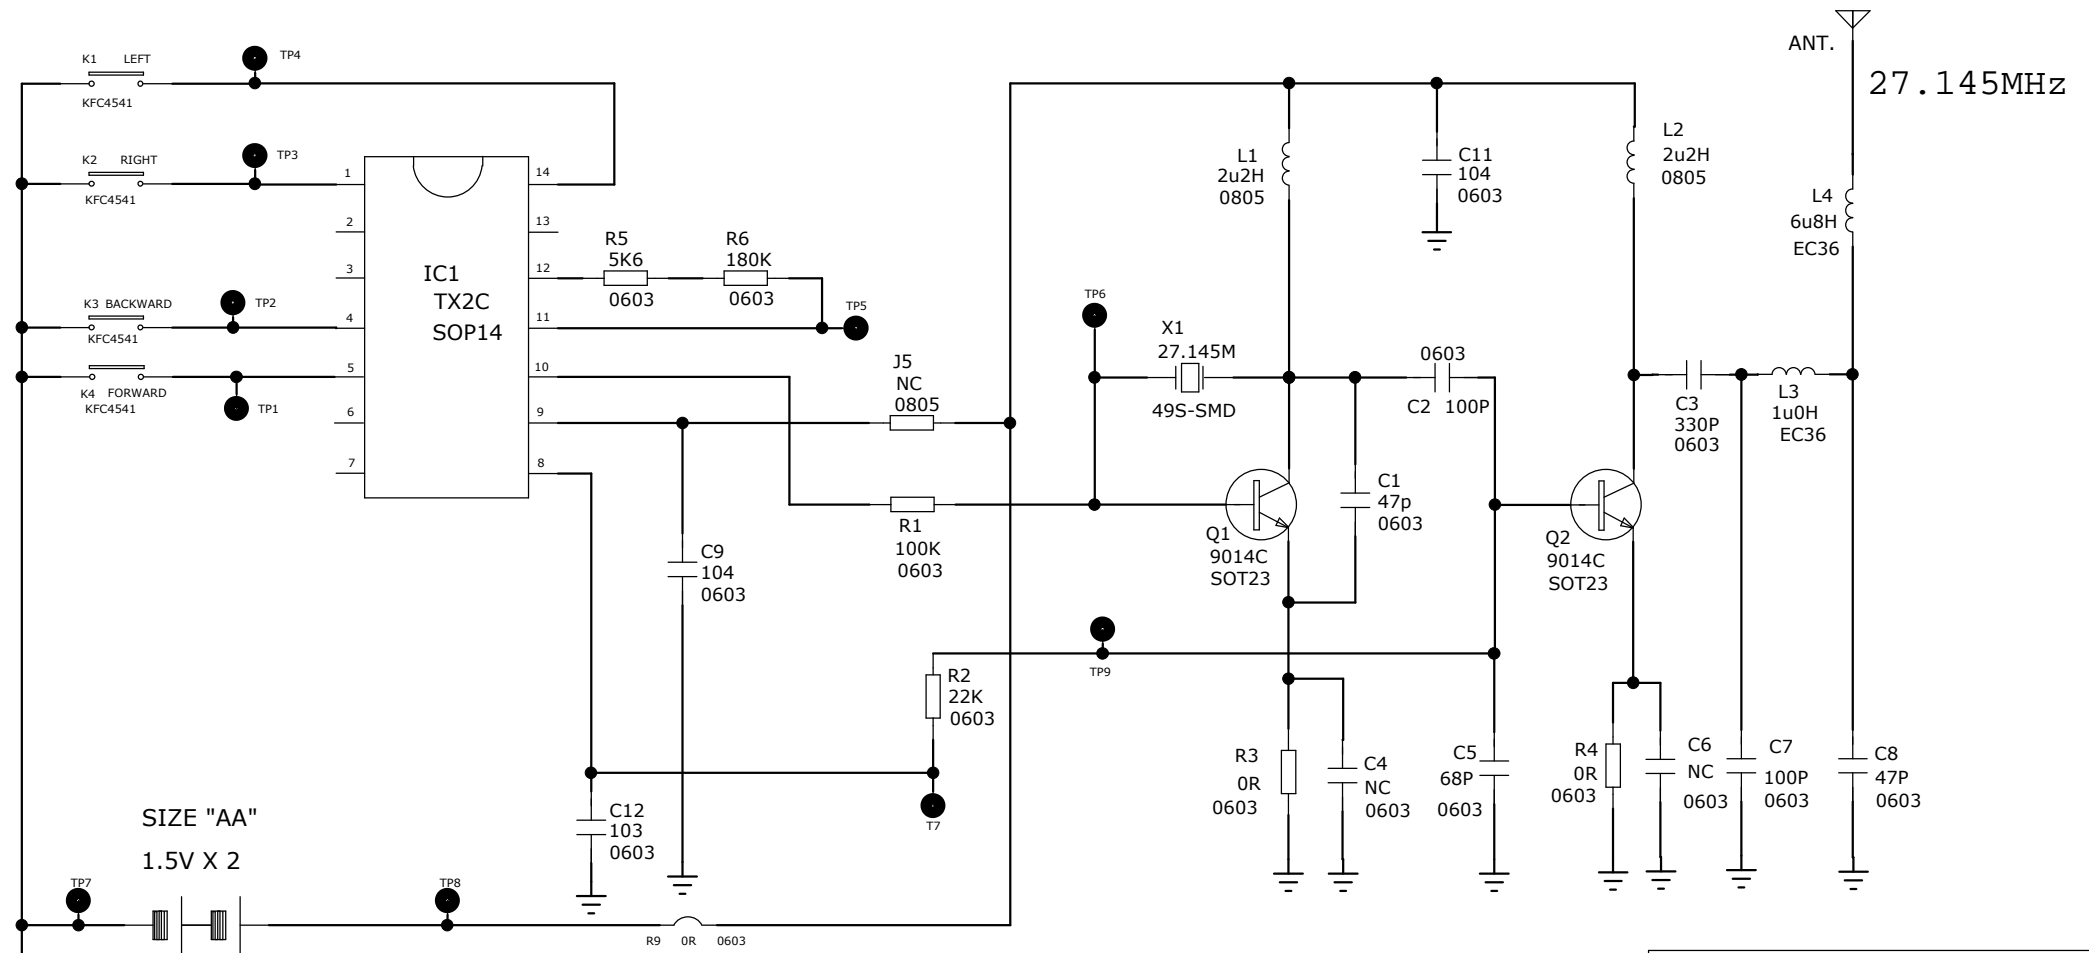 K1 LEFT
KFC4541
TP4
K2 RIGHT
KFC4541
TP3
K3 BACKWARD
KFC4541
TP2
K4 FORWARD
KFC4541
TP1
1
2
3
4
5
6
7
14
13
12
11
10
9
8
IC1
TX2C
SOP14
R5
5K6
0603
R6
180K
0603
TP5
J5
NC
0805
R1
100K
0603
C9
104
0603
C12
103
0603
R2
22K
0603
T7
TP9
TP6
X1
27.145M
49S-SMD
L1
2u2H
0805
C11
104
0603
L2
2u2H
0805
ANT.
27.145MHz
L4
6u8H
EC36
0603
C2 100P
C1
47p
0603
Q1
9014C
SOT23
Q2
9014C
SOT23
C3
330P
0603
L3
1u0H
EC36
R3
0R
0603
C4
NC
0603
C5
68P
0603
R4
0R
0603
C6
NC
0603
C7
100P
0603
C8
47P
0603
SIZE "AA"
1.5V X 2
TP7
TP8
R9 0R 0603